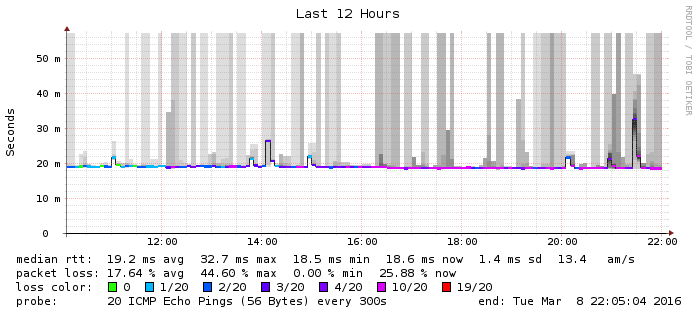 Last 12 Hours
RRDTOOL / TOBI OETIKER
Seconds
50 m
40 m
30 m
20 m
10 m
0
12:00 14:00 16:00 18:00 20:00 22:00
median rtt: 19.2 ms avg 32.7 ms max 18.5 ms min 18.6 ms now 1.4 ms sd 13.4 am/s
packet loss: 17.64 % avg 44.60 % max 0.00 % min 25.88 % now
loss color: 0 1/20 2/20 3/20 4/20 10/20 19/20
probe: 20 ICMP Echo Pings (56 Bytes) every 300s end: Tue Mar 8 22:05:04 2016